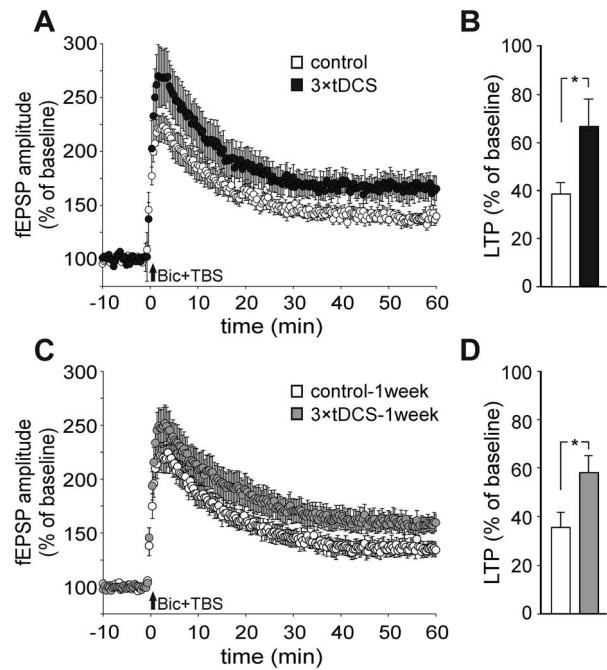 A
300
250
200
150
100
fEPSP amplitude
(% of baseline)
control
3×tDCS
Bic+TBS
-10 0 10 20 30 40 50 60
time (min)
B
100
80
60
40
20
0
LTP (% of baseline)
*
C
300
250
200
150
100
fEPSP amplitude
(% of baseline)
control-1week
3×tDCS-1week
Bic+TBS
-10 0 10 20 30 40 50 60
time (min)
D
100
80
60
40
20
0
LTP (% of baseline)
*